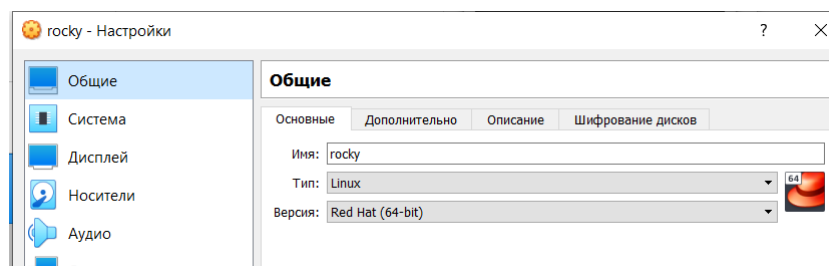 rocky - Настройки ? ×
Общие
Система
Дисплей
Носители
Аудио
Общие
Основные Дополнительно Описание Шифрование дисков
Имя: rocky
Тип: Linux
64
Версия: Red Hat (64-bit)